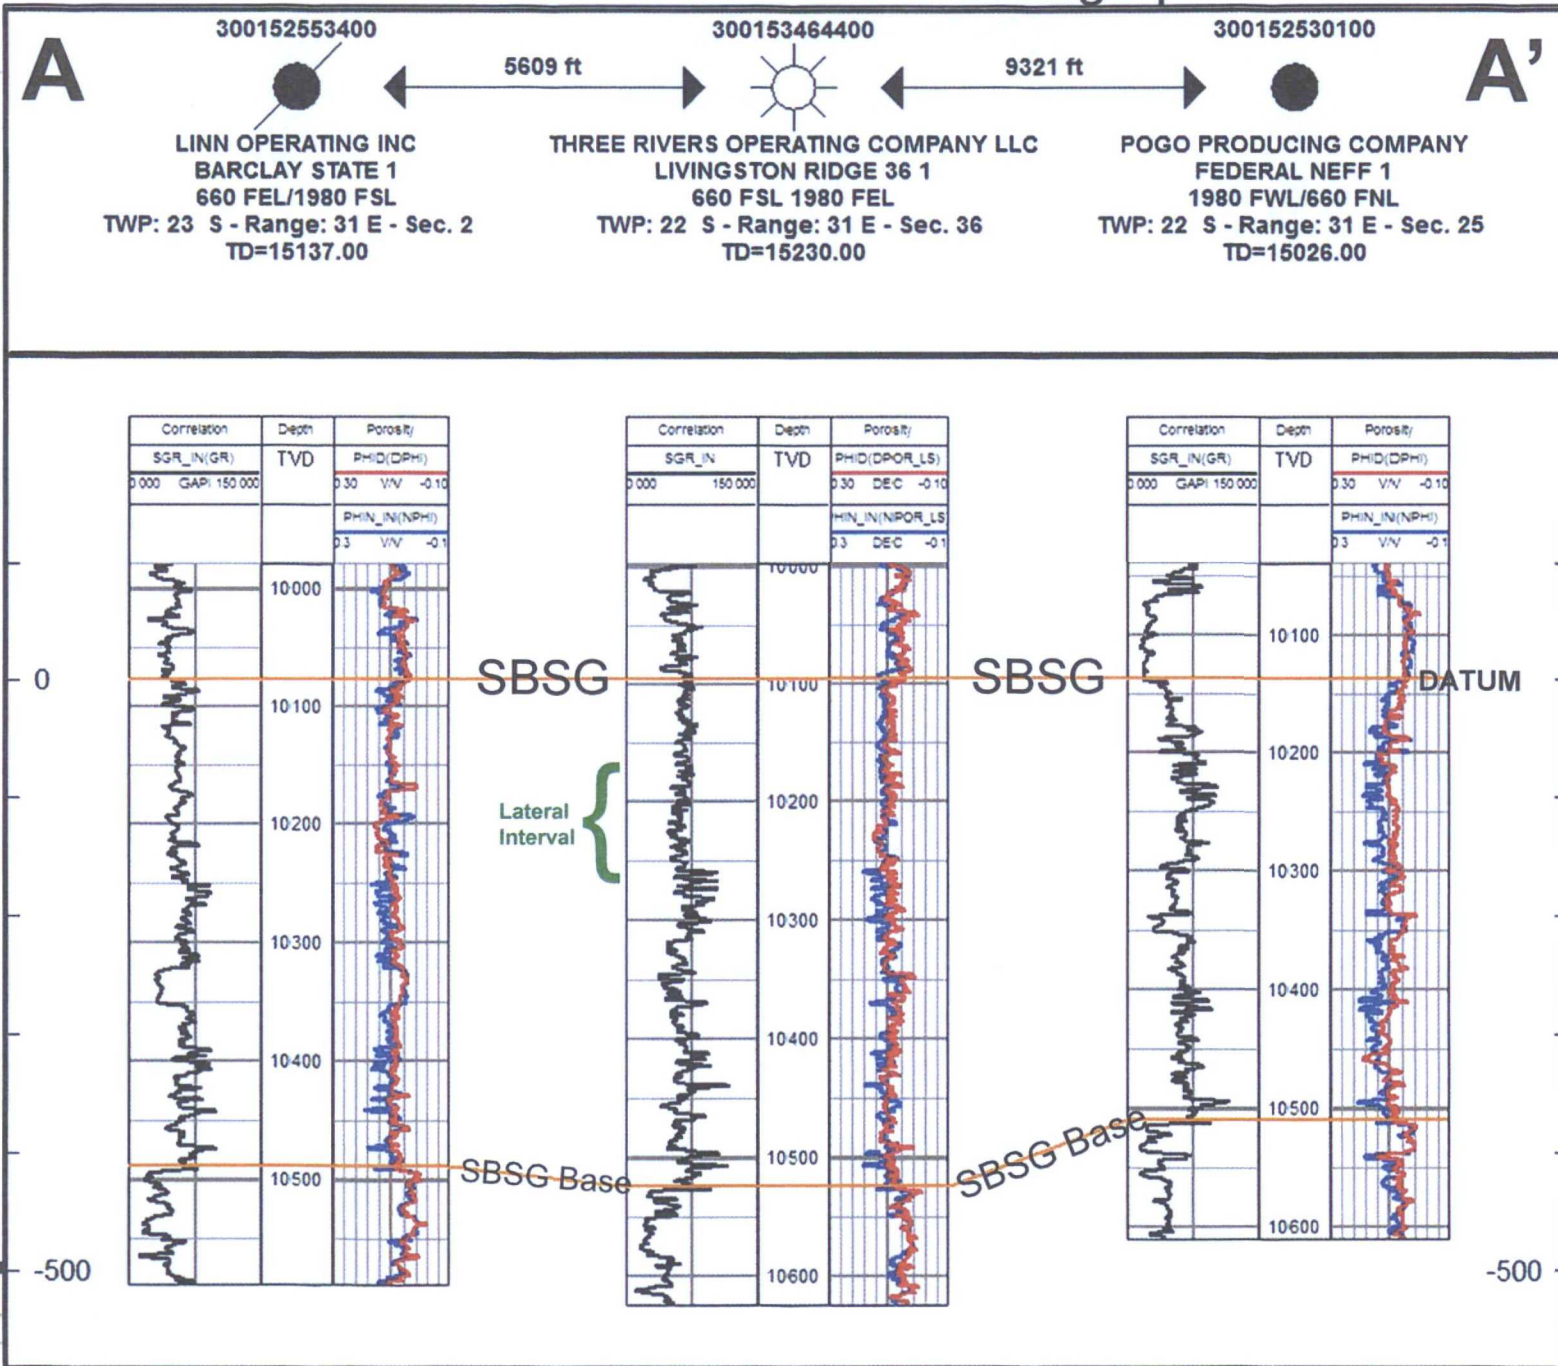 A
300152553400
5609 ft
300153464400
9321 ft
300152530100
A'
LINN OPERATING INC
BARCLAY STATE 1
660 FEL/1980 FSL
TWP: 23 S - Range: 31 E - Sec. 2
TD=15137.00
THREE RIVERS OPERATING COMPANY LLC
LIVINGSTON RIDGE 36 1
660 FSL 1980 FEL
TWP: 22 S - Range: 31 E - Sec. 36
TD=15230.00
POGO PRODUCING COMPANY
FEDERAL NEFF 1
1980 FWL/660 FNL
TWP: 22 S - Range: 31 E - Sec. 25
TD=15026.00
Correlation Depth Porosity
SGR_IN(GR) TVD PHID(DPHI)
0.000 GAPI 150.000 0.30 V/V -0.10
PHIN_IN(NPHI)
0.3 V/V -0.1
10000
10100
10200
10300
10400
10500
Correlation Depth Porosity
SGR_IN TVD PHID(DPOR_LS)
0.000 150.000 0.30 DEC -0.10
PHIN_IN(NPOR_LS
0.3 DEC -0.1
10000
10100
10200
10300
10400
10500
10600
Correlation Depth Porosity
SGR_IN(GR) TVD PHID(DPHI)
0.000 GAPI 150.000 0.30 V/V -0.10
PHIN_IN(NPHI)
0.3 V/V -0.1
10100
10200
10300
10400
10500
10600
0
SBSG
SBSG
DATUM
Lateral
Interval
SBSG Base
SBSG Base
-500
-500